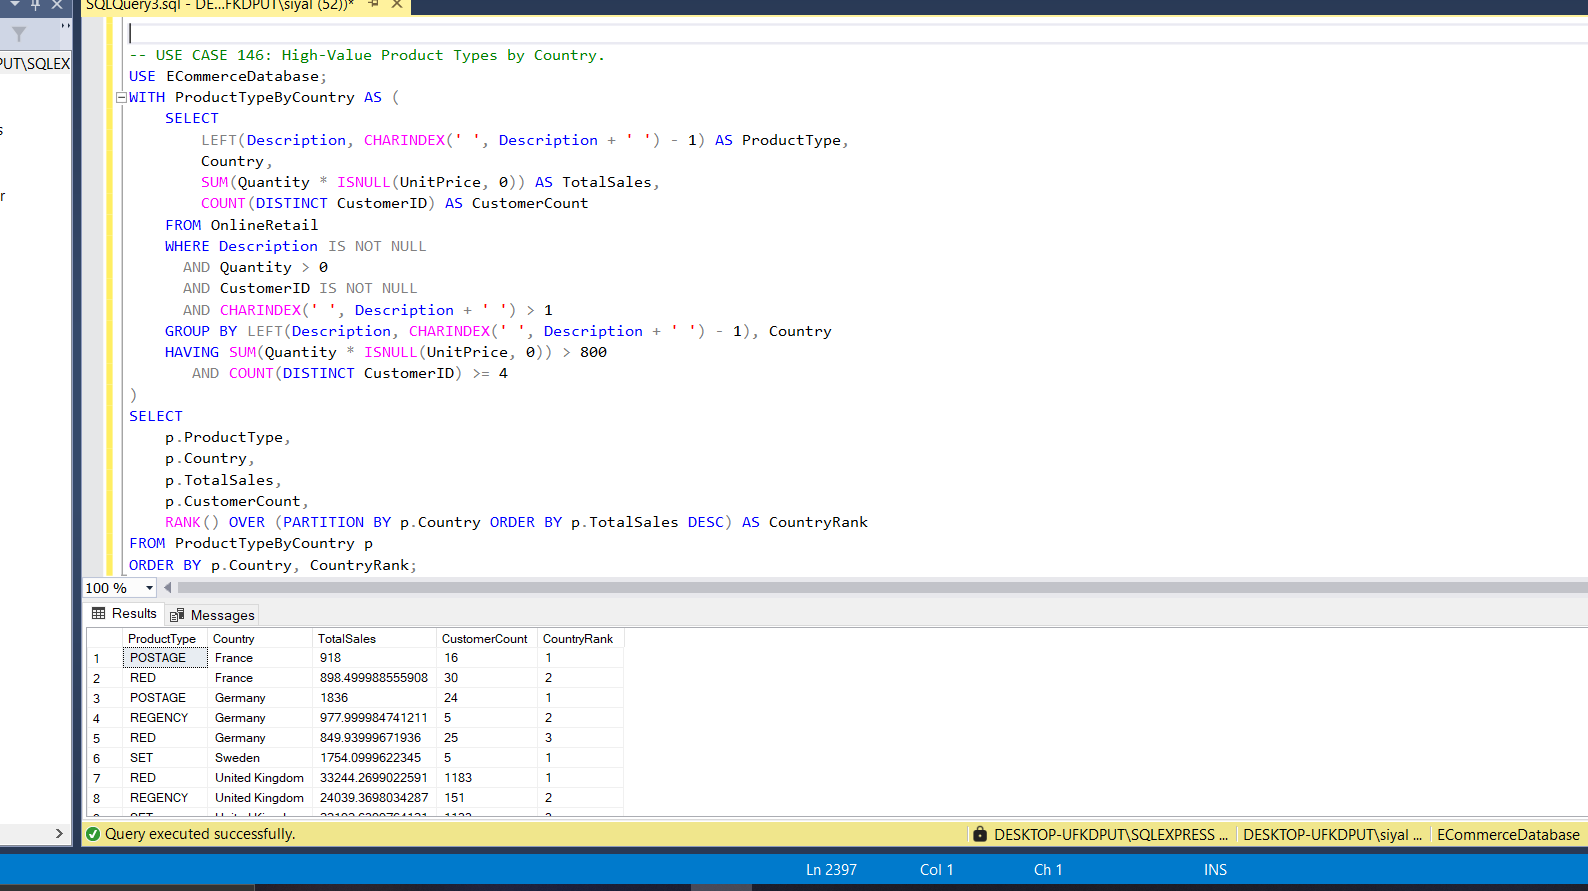 SQLQuery3.sql - DE...FKDPUT\siyal (52))*
PUT\SQLEX
s
r
-- USE CASE 146: High-Value Product Types by Country.
USE ECommerceDatabase;
WITH ProductTypeByCountry AS (
SELECT
LEFT(Description, CHARINDEX(' ', Description + ' ') - 1) AS ProductType,
Country,
SUM(Quantity * ISNULL(UnitPrice, 0)) AS TotalSales,
COUNT(DISTINCT CustomerID) AS CustomerCount
FROM OnlineRetail
WHERE Description IS NOT NULL
AND Quantity > 0
AND CustomerID IS NOT NULL
AND CHARINDEX(' ', Description + ' ') > 1
GROUP BY LEFT(Description, CHARINDEX(' ', Description + ' ') - 1), Country
HAVING SUM(Quantity * ISNULL(UnitPrice, 0)) > 800
AND COUNT(DISTINCT CustomerID) >= 4
)
SELECT
p.ProductType,
p.Country,
p.TotalSales,
p.CustomerCount,
RANK() OVER (PARTITION BY p.Country ORDER BY p.TotalSales DESC) AS CountryRank
FROM ProductTypeByCountry p
ORDER BY p.Country, CountryRank;
100 %
Results Messages
ProductType Country TotalSales CustomerCount CountryRank
1 POSTAGE France 918 16 1
2 RED France 898.499988555908 30 2
3 POSTAGE Germany 1836 24 1
4 REGENCY Germany 977.999984741211 5 2
5 RED Germany 849.93999671936 25 3
6 SET Sweden 1754.0999622345 5 1
7 RED United Kingdom 33244.2699022591 1183 1
8 REGENCY United Kingdom 24039.3698034287 151 2
Query executed successfully.
DESKTOP-UFKDPUT\SQLEXPRESS ... DESKTOP-UFKDPUT\siyal ... ECommerceDatabase
Ln 2397 Col 1 Ch 1 INS